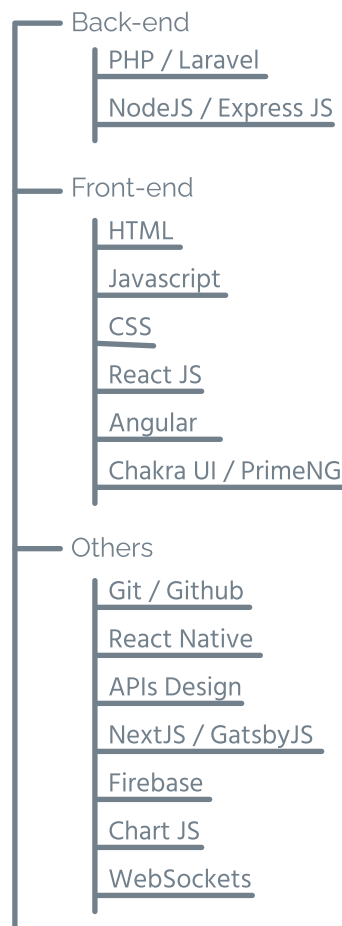 Back-end
PHP / Laravel
NodeJS / Express JS
Front-end
HTML
Javascript
CSS
React JS
Angular
Chakra UI / PrimeNG
Others
Git / Github
React Native
APIs Design
NextJS / GatsbyJS
Firebase
Chart JS
WebSockets